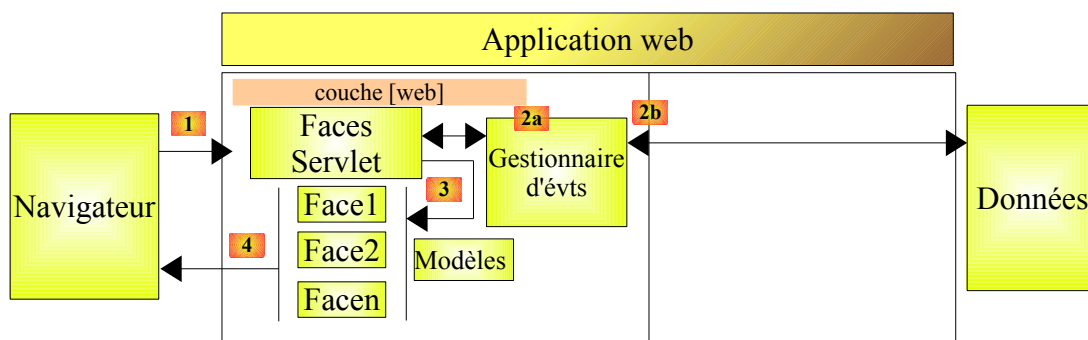 Application web
couche [web]
1
Faces
Servlet
2a
2b
Gestionnaire
d'évts
Navigateur
3
Face1
Données
4
Face2
Modèles
Facen